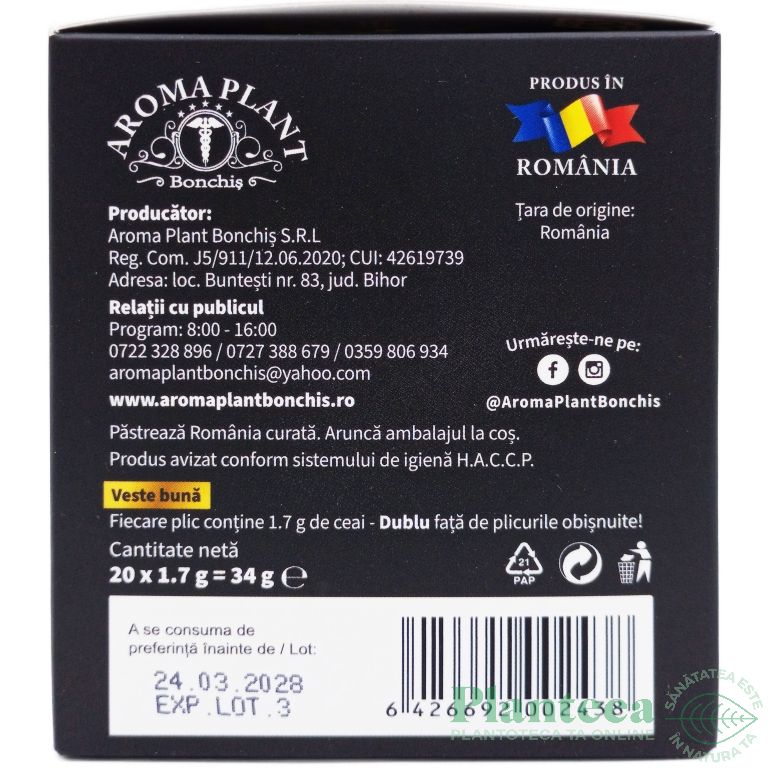 AROMA PLANT
Bonchiș
PRODUS ÎN
ROMÂNIA
Țara de origine:
România
Producător:
Aroma Plant Bonchiș S.R.L
Reg. Com. J5/911/12.06.2020; CUI: 42619739
Adresa: loc. Buntești nr. 83, jud. Bihor
Relații cu publicul
Program: 8:00 - 16:00
0722 328 896 / 0727 388 679 / 0359 806 934
aromaplantbonchis@yahoo.com
www.aromaplantbonchis.ro
Urmărește-ne pe:
@AromaPlantBonchis
Păstrează România curată. Aruncă ambalajul la coș.
Produs avizat conform sistemului de igienă H.A.C.C.P.
Veste bună
Fiecare plic conține 1.7 g de ceai - Dublu față de plicurile obișnuite!
Cantitate netă
20 x 1.7 g = 34 g ℮
21
PAP
A se consuma de
preferință înainte de / Lot:
24.03.2028
EXP.LOT.3
6 426692 002438
Planteea
PLANTOTECA TA ONLINE
SĂNĂTATEA ESTE
ÎN NATURA TA